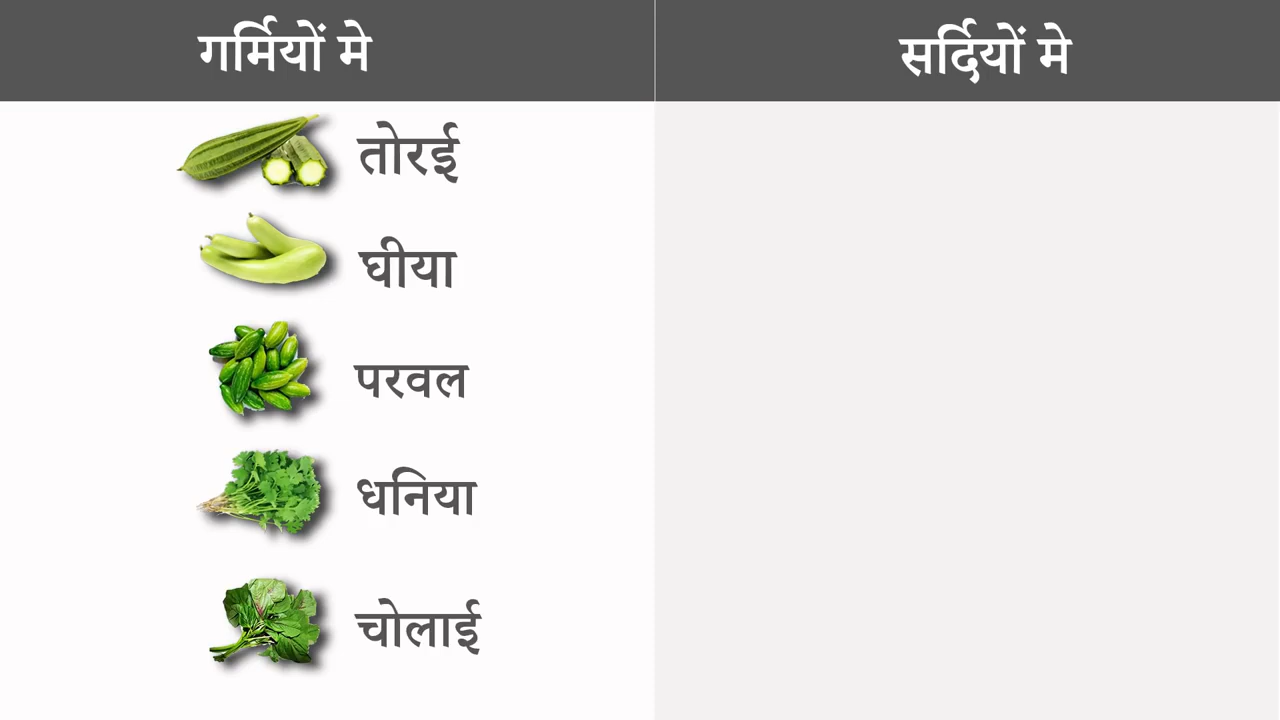 गर्मियों मे
सर्दियों मे
तोरई
घीया
परवल
धनिया
चोलाई